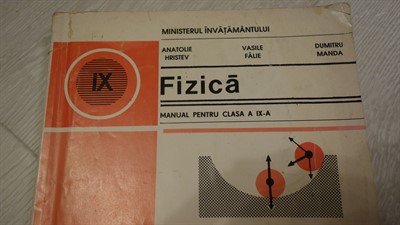 MINISTERUL ÎNVĂȚĂMÂNTULUI
ANATOLIE VASILE DUMITRU
HRISTEV FĂLIE MANDA
IX
Fizică
MANUAL PENTRU CLASA A IX-A